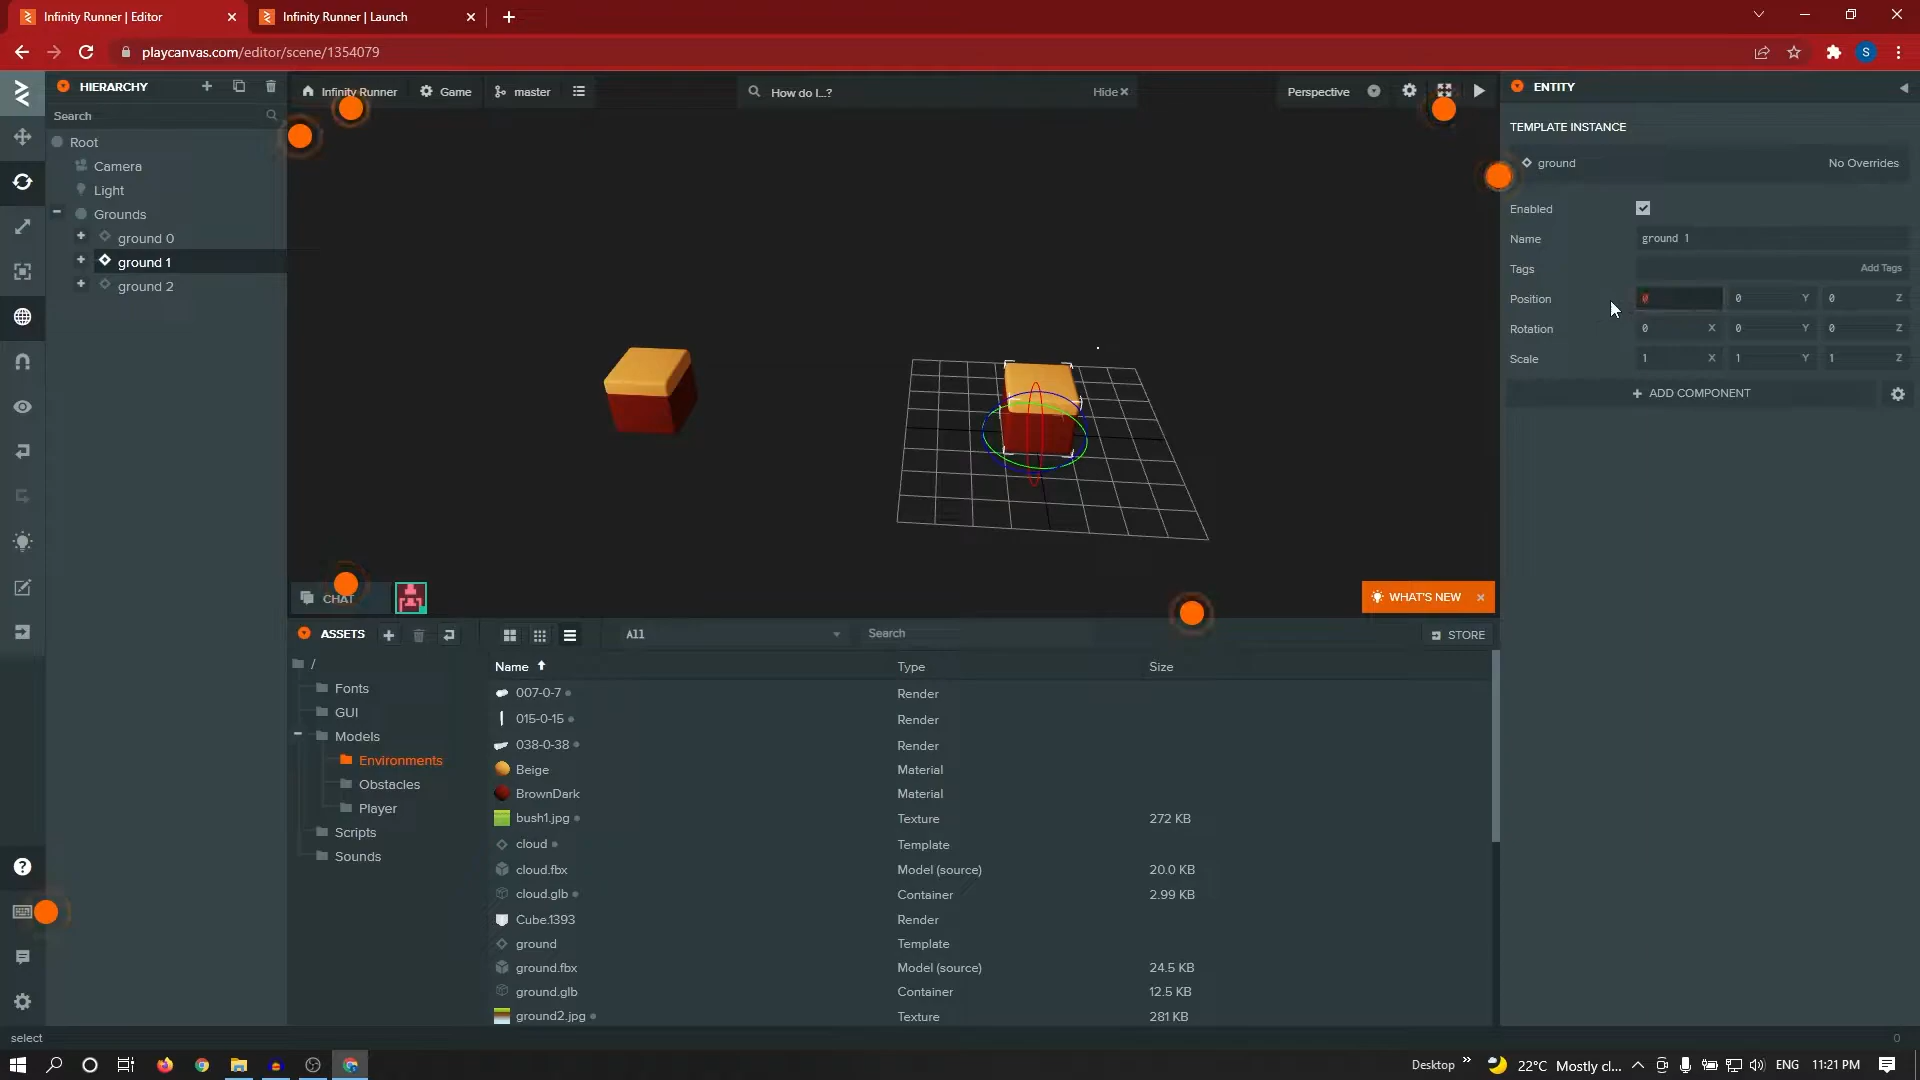 Infinity Runner | Editor
Infinity Runner | Launch
playcanvas.com/editor/scene/1354079
S
HIERARCHY
Infinity Runner
Game
master
How do I...?
Hide
Perspective
ENTITY
Search
Root
Camera
Light
Grounds
ground 0
ground 1
ground 2
TEMPLATE INSTANCE
ground
No Overrides
Enabled
Name
ground 1
Tags
Add Tags
Position
0
0 Y
0 Z
Rotation
0 X
0 Y
0 Z
Scale
1 X
1 Y
1 Z
ADD COMPONENT
CHAT
WHAT'S NEW
ASSETS
All
Search
STORE
/
Fonts
GUI
Models
Environments
Obstacles
Player
Scripts
Sounds
Name Type Size
007-0-7 Render
015-0-15 Render
038-0-38 Render
Beige Material
BrownDark Material
bush1.jpg Texture 272 KB
cloud Template
cloud.fbx Model (source) 20.0 KB
cloud.glb Container 2.99 KB
Cube.1393 Render
ground Template
ground.fbx Model (source) 24.5 KB
ground.glb Container 12.5 KB
ground2.jpg Texture 281 KB
select
0
Desktop
22°C Mostly cl...
ENG
11:21 PM